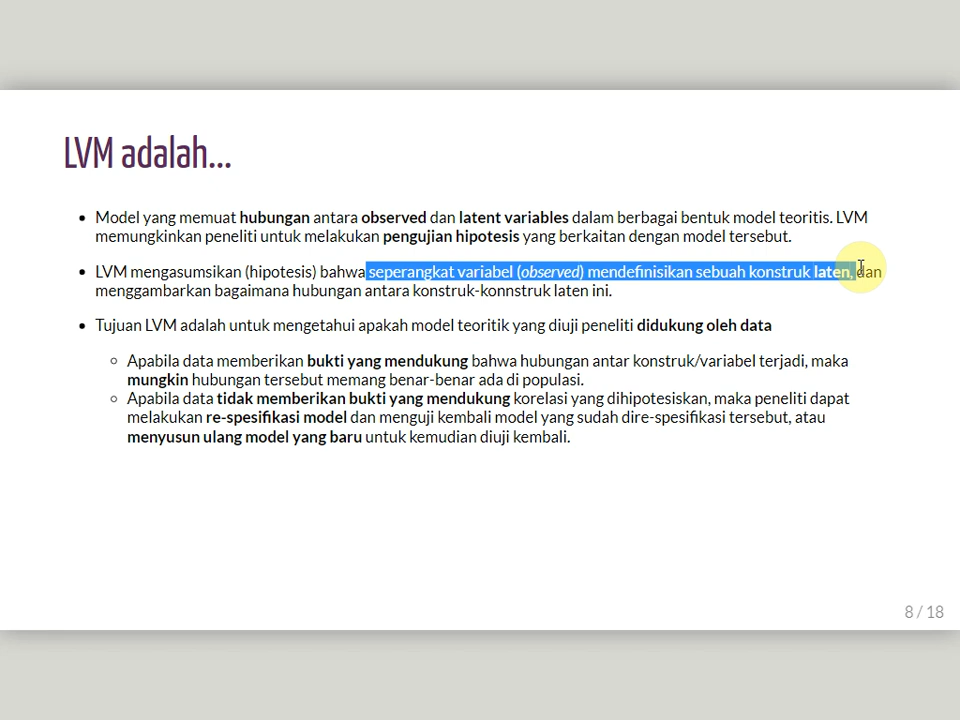 LVM adalah...
• Model yang memuat hubungan antara observed dan latent variables dalam berbagai bentuk model teoritis. LVM
memungkinkan peneliti untuk melakukan pengujian hipotesis yang berkaitan dengan model tersebut.
• LVM mengasumsikan (hipotesis) bahwa seperangkat variabel (observed) mendefinisikan sebuah konstruk laten, dan
menggambarkan bagaimana hubungan antara konstruk-konnstruk laten ini.
• Tujuan LVM adalah untuk mengetahui apakah model teoritik yang diuji peneliti didukung oleh data
◦ Apabila data memberikan bukti yang mendukung bahwa hubungan antar konstruk/variabel terjadi, maka
mungkin hubungan tersebut memang benar-benar ada di populasi.
◦ Apabila data tidak memberikan bukti yang mendukung korelasi yang dihipotesiskan, maka peneliti dapat
melakukan re-spesifikasi model dan menguji kembali model yang sudah dire-spesifikasi tersebut, atau
menyusun ulang model yang baru untuk kemudian diuji kembali.
8 / 18